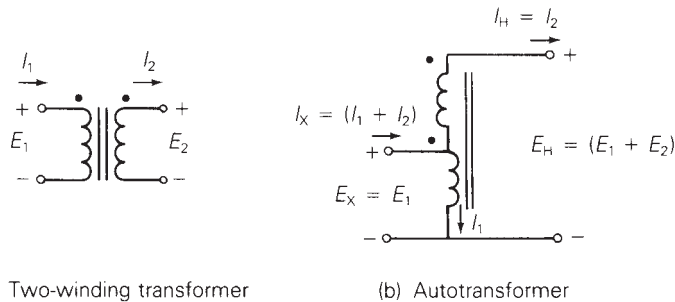 I1
I2
+
+
E1
E2
−
−
Two-winding transformer
IH = I2
+
IX = (I1 + I2)
+
EH = (E1 + E2)
EX = E1
I1
−
−
(b) Autotransformer